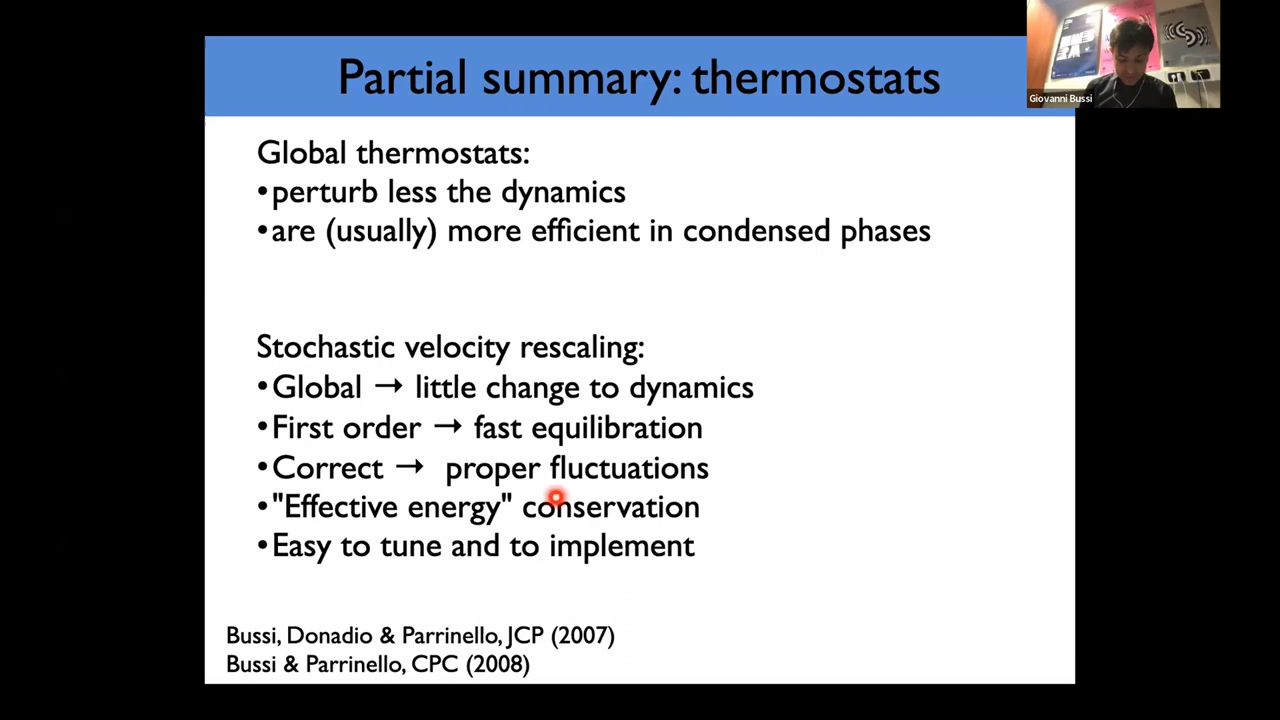 Partial summary: thermostats
Giovanni Bussi
Global thermostats:
•perturb less the dynamics
•are (usually) more efficient in condensed phases
Stochastic velocity rescaling:
•Global → little change to dynamics
•First order → fast equilibration
•Correct → proper fluctuations
•"Effective energy" conservation
•Easy to tune and to implement
Bussi, Donadio & Parrinello, JCP (2007)
Bussi & Parrinello, CPC (2008)